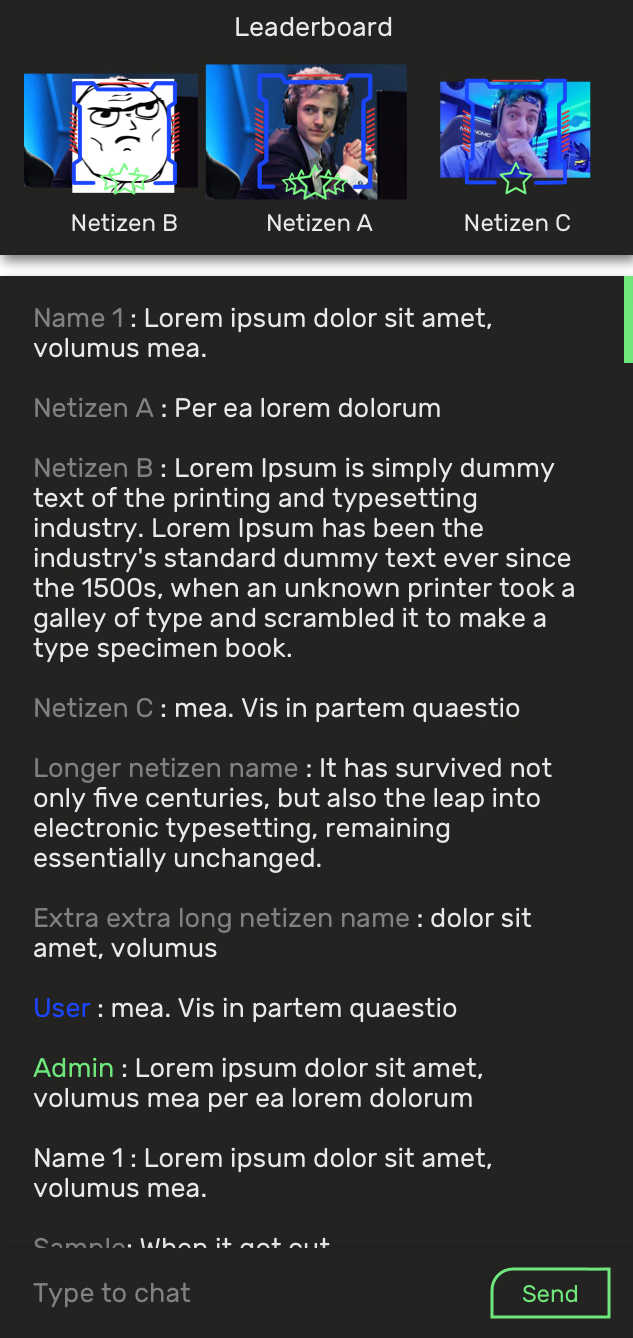 Leaderboard
Netizen B
Netizen A
Netizen C
Name 1 : Lorem ipsum dolor sit amet,
volumus mea.
Netizen A : Per ea lorem dolorum
Netizen B : Lorem Ipsum is simply dummy
text of the printing and typesetting
industry. Lorem Ipsum has been the
industry's standard dummy text ever since
the 1500s, when an unknown printer took a
galley of type and scrambled it to make a
type specimen book.
Netizen C : mea. Vis in partem quaestio
Longer netizen name : It has survived not
only five centuries, but also the leap into
electronic typesetting, remaining
essentially unchanged.
Extra extra long netizen name : dolor sit
amet, volumus
User : mea. Vis in partem quaestio
Admin : Lorem ipsum dolor sit amet,
volumus mea per ea lorem dolorum
Name 1 : Lorem ipsum dolor sit amet,
volumus mea.
Sample: When it got out
Type to chat
Send